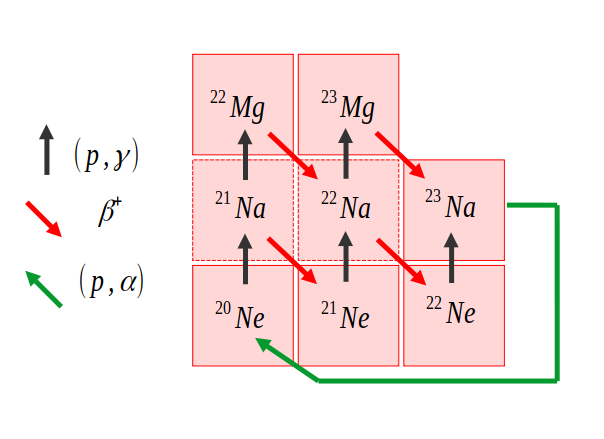 ²²Mg ²³Mg
(p,γ)
²¹Na ²²Na ²³Na
β⁺
(p,α)
²⁰Ne ²¹Ne ²²Ne